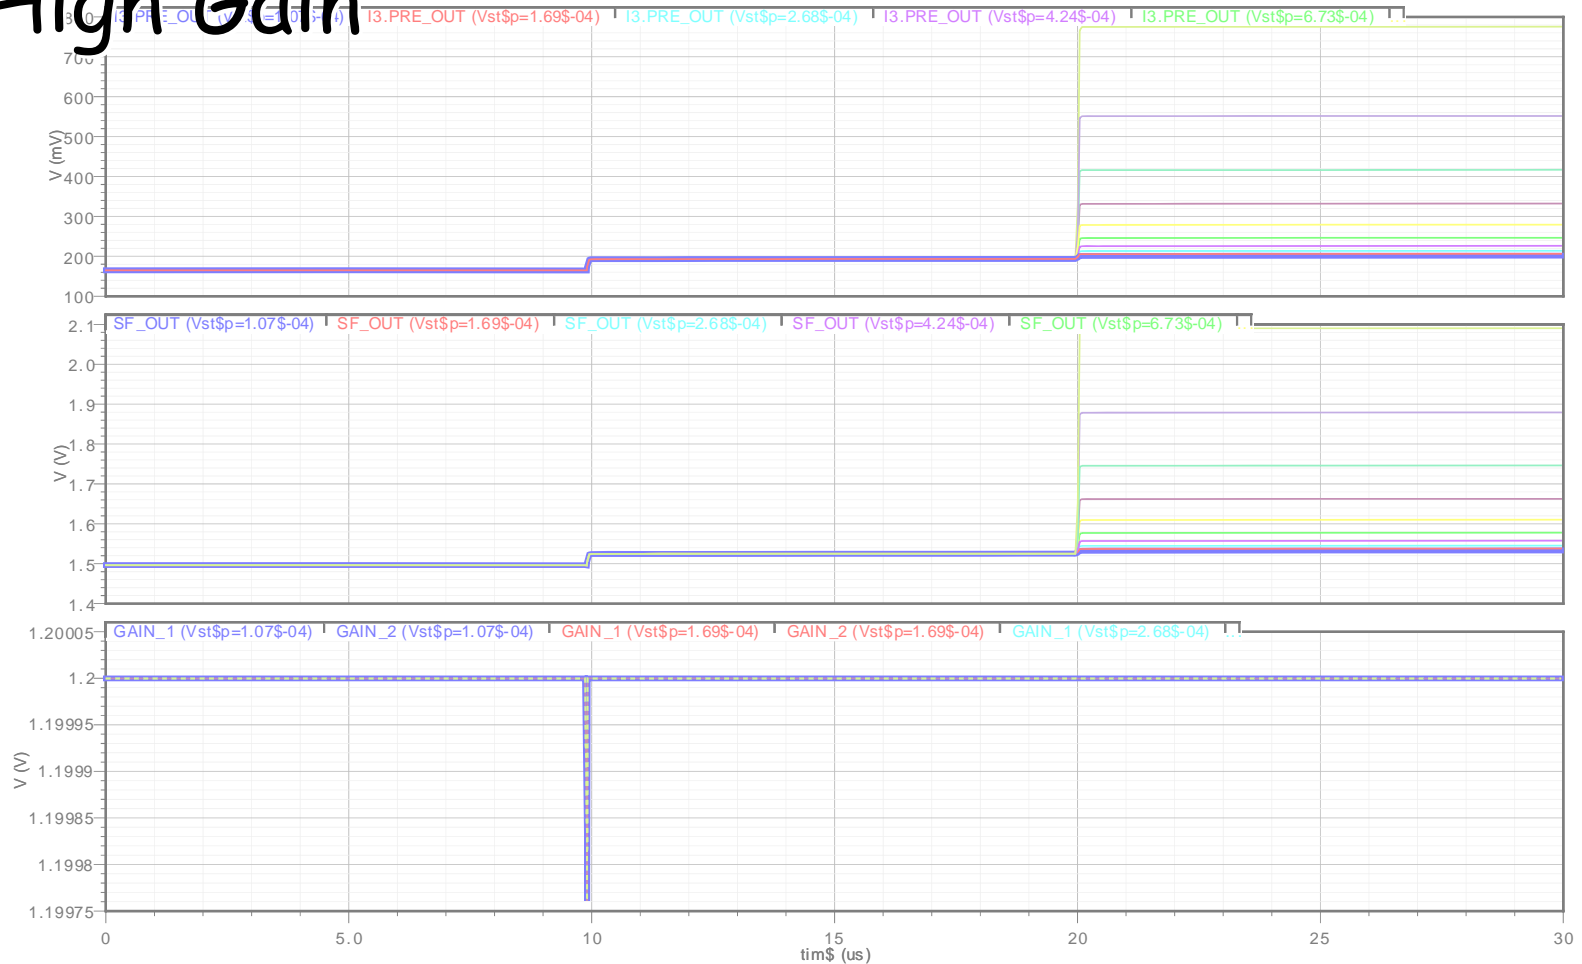 High Gain
I3.PRE_OUT (Vst$p=1.07$-04) I3.PRE_OUT (Vst$p=1.69$-04) I3.PRE_OUT (Vst$p=2.68$-04) I3.PRE_OUT (Vst$p=4.24$-04) I3.PRE_OUT (Vst$p=6.73$-04)
700
600
500
V (mV)
400
300
200
100
SF_OUT (Vst$p=1.07$-04) SF_OUT (Vst$p=1.69$-04) SF_OUT (Vst$p=2.68$-04) SF_OUT (Vst$p=4.24$-04) SF_OUT (Vst$p=6.73$-04)
2.1
2.0
1.9
1.8
V (V)
1.7
1.6
1.5
1.4
GAIN_1 (Vst$p=1.07$-04) GAIN_2 (Vst$p=1.07$-04) GAIN_1 (Vst$p=1.69$-04) GAIN_2 (Vst$p=1.69$-04) GAIN_1 (Vst$p=2.68$-04) ...
1.20005
1.2
1.19995
V (V)
1.1999
1.19985
1.1998
1.19975
0 5.0 10 15 20 25 30
tim$ (us)